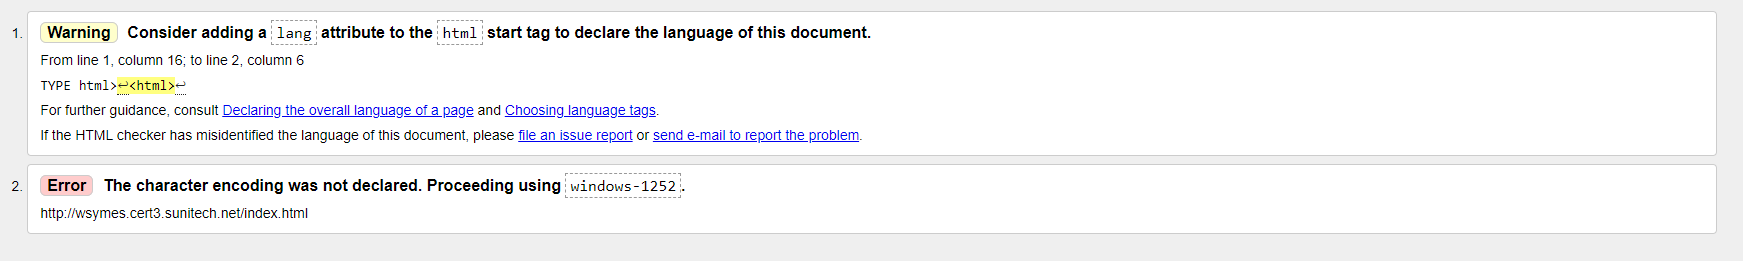 1. Warning Consider adding a lang attribute to the html start tag to declare the language of this document.
From line 1, column 16; to line 2, column 6
TYPE html>↩<html>↩
For further guidance, consult Declaring the overall language of a page and Choosing language tags.
If the HTML checker has misidentified the language of this document, please file an issue report or send e-mail to report the problem.
2. Error The character encoding was not declared. Proceeding using windows-1252.
http://wsymes.cert3.sunitech.net/index.html